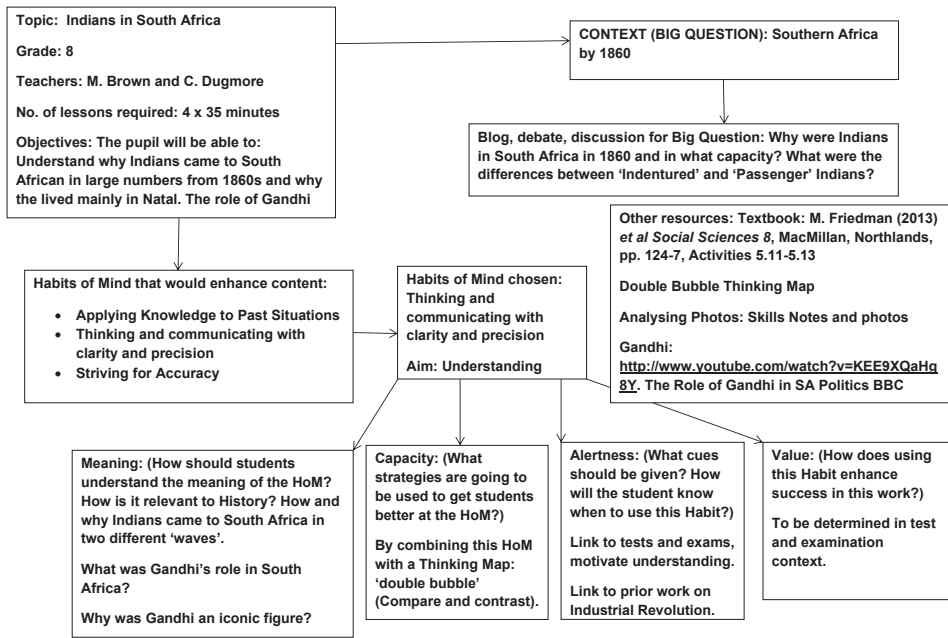 Topic:  Indians in South Africa
Grade: 8
Teachers: M. Brown and C. Dugmore
No. of lessons required: 4 x 35 minutes
Objectives: The pupil will be able to:
Understand why Indians came to South
African in large numbers from 1860s and why
the lived mainly in Natal. The role of Gandhi
CONTEXT (BIG QUESTION): Southern Africa
by 1860
Blog, debate, discussion for Big Question: Why were Indians
in South Africa in 1860 and in what capacity? What were the
differences between ‘Indentured’ and ‘Passenger’ Indians?
Other resources: Textbook: M. Friedman (2013)
et al Social Sciences 8, MacMillan, Northlands,
pp. 124-7, Activities 5.11-5.13
Double Bubble Thinking Map
Analysing Photos: Skills Notes and photos
Gandhi:
http://www.youtube.com/watch?v=KEE9XQaHq
8Y. The Role of Gandhi in SA Politics BBC
Habits of Mind that would enhance content:
• Applying Knowledge to Past Situations
• Thinking and communicating with
clarity and precision
• Striving for Accuracy
Habits of Mind chosen:
Thinking and
communicating with
clarity and precision
Aim: Understanding
Meaning: (How should students
understand the meaning of the HoM?
How is it relevant to History? How and
why Indians came to South Africa in
two different ‘waves’.
What was Gandhi’s role in South
Africa?
Why was Gandhi an iconic figure?
Capacity: (What
strategies are going to
be used to get students
better at the HoM?)
By combining this HoM
with a Thinking Map:
‘double bubble’
(Compare and contrast).
Alertness: (What cues
should be given? How
will the student know
when to use this Habit?)
Link to tests and exams,
motivate understanding.
Link to prior work on
Industrial Revolution.
Value: (How does using
this Habit enhance
success in this work?)
To be determined in test
and examination
context.